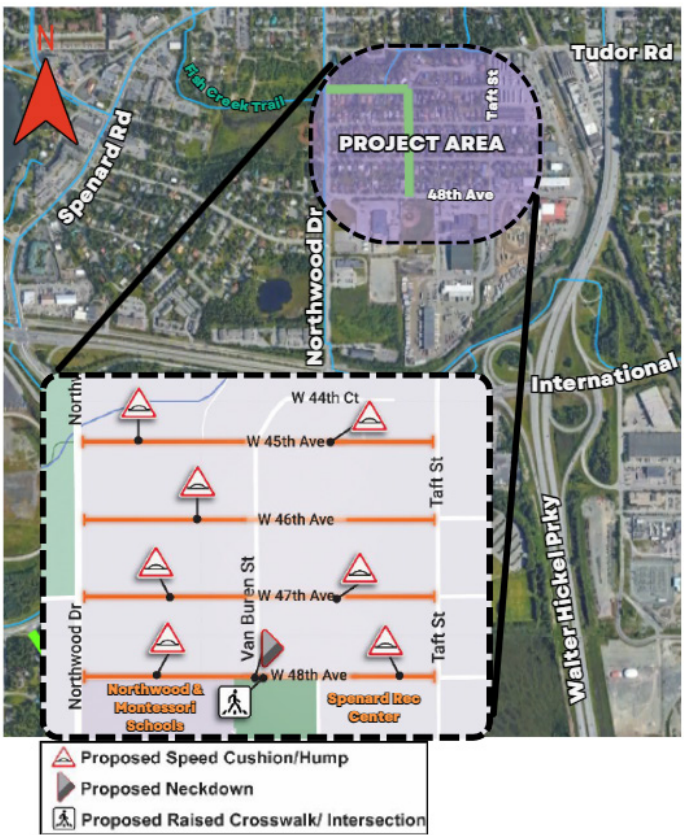 N
Tudor Rd
Fish Creek Trail
Taft St
Spenard Rd
PROJECT AREA
48th Ave
Northwood Dr
International
Walter Hickel Prky
Northw
W 44th Ct
W 45th Ave
Taft St
W 46th Ave
Van Buren St
W 47th Ave
Northwood Dr
Taft St
W 48th Ave
Northwood &
Montessori
Schools
Spenard Rec
Center
Proposed Speed Cushion/Hump
Proposed Neckdown
Proposed Raised Crosswalk/ Intersection